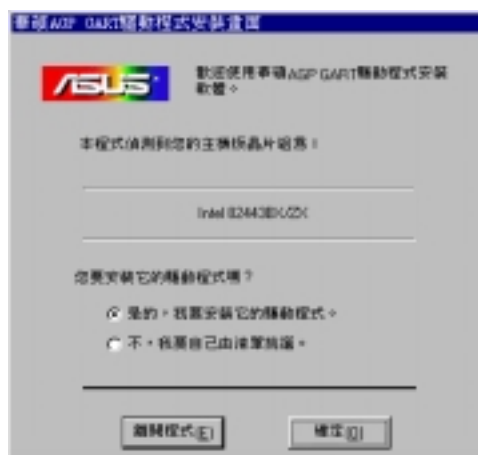 華碩AGP GART驅動程式安裝畫面
ASUS
歡迎使用華碩AGP GART驅動程式安裝
軟體。
本程式偵測到您的主機板晶片組為：
Intel 82443BX/ZX
您要安裝它的驅動程式嗎？
是的，我要安裝它的驅動程式。
不，我要自己由清單挑選。
離開程式(E)
確定(O)